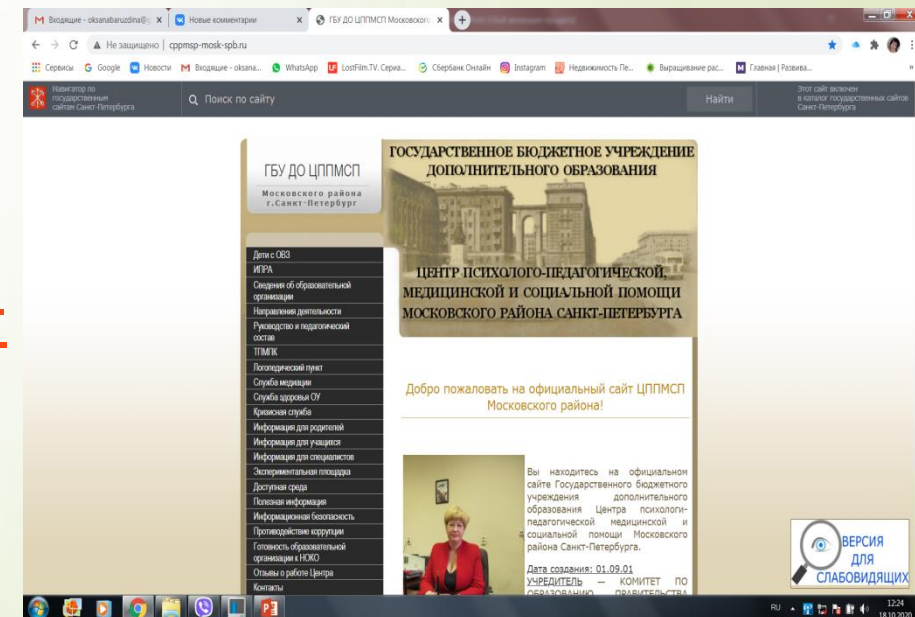 Входящие - oksanabaruzdina@g
Новые комментарии
ГБУ ДО ЦППМСП Московского
Не защищено | cppmsp-mosk-spb.ru
Сервисы
Google
Новости
Входящие - oksana...
WhatsApp
LostFilm.TV. Сериа...
Сбербанк Онлайн
Instagram
Недвижимость Пе...
Выращивание рас...
Главная | Развива...
Навигатор по
государственным
сайтам Санкт-Петербурга
Поиск по сайту
Найти
Этот сайт включен
в каталог государственных сайтов
Санкт-Петербурга
ГБУ ДО ЦППМСП
Московского района
г.Санкт-Петербург
ГОСУДАРСТВЕННОЕ БЮДЖЕТНОЕ УЧРЕЖДЕНИЕ
ДОПОЛНИТЕЛЬНОГО ОБРАЗОВАНИЯ
ЦЕНТР ПСИХОЛОГО-ПЕДАГОГИЧЕСКОЙ,
МЕДИЦИНСКОЙ И СОЦИАЛЬНОЙ ПОМОЩИ
МОСКОВСКОГО РАЙОНА САНКТ-ПЕТЕРБУРГА
Дети с ОВЗ
ИПРА
Сведения об образовательной
организации
Направления деятельности
Руководство и педагогический
состав
ТПМПК
Логопедический пункт
Служба медиации
Служба здоровья ОУ
Кризисная служба
Информация для родителей
Информация для учащихся
Информация для специалистов
Экспериментальная площадка
Доступная среда
Полезная информация
Информационная безопасность
Противодействие коррупции
Готовность образовательной
организации к НОКО
Отзывы о работе Центра
Контакты
Добро пожаловать на официальный сайт ЦППМСП
Московского района!
Вы находитесь на официальном
сайте Государственного бюджетного
учреждения дополнительного
образования Центра психологи-
педагогической медицинской и
социальной помощи Московского
района Санкт-Петербурга.
Дата создания: 01.09.01
УЧРЕДИТЕЛЬ — КОМИТЕТ ПО
ОБРАЗОВАНИЮ ПРАВИТЕЛЬСТВА
ВЕРСИЯ
ДЛЯ
СЛАБОВИДЯЩИХ
RU
12:24
18.10.2020